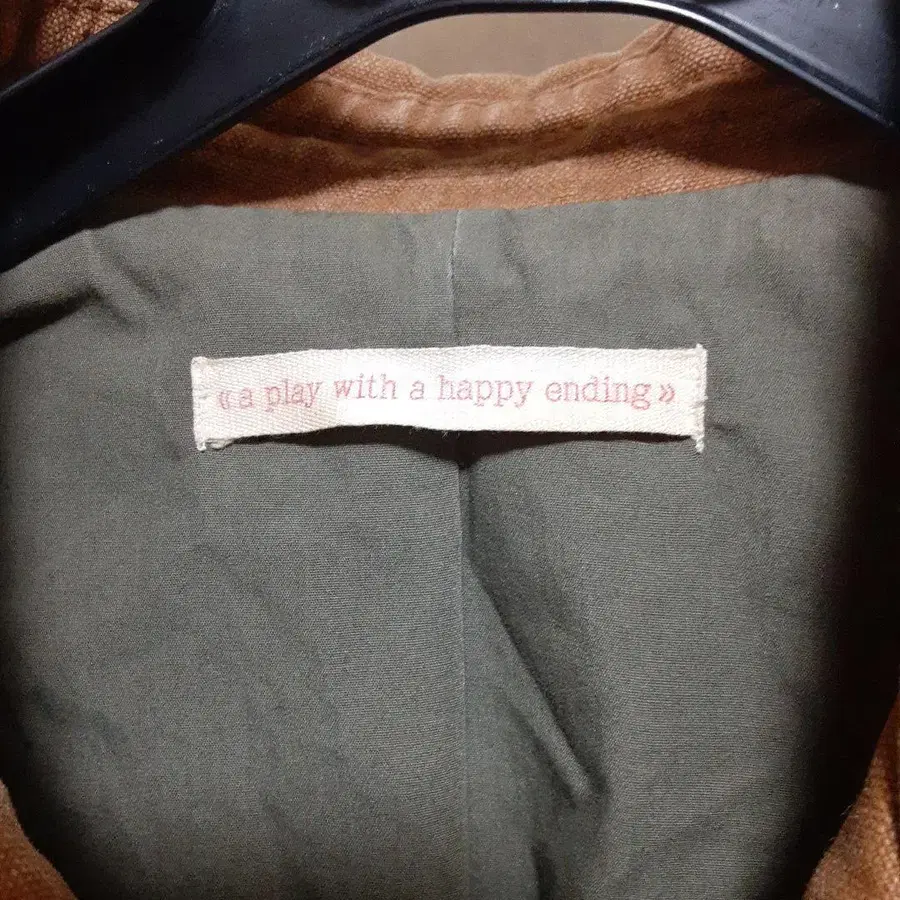 « a play with a happy ending »